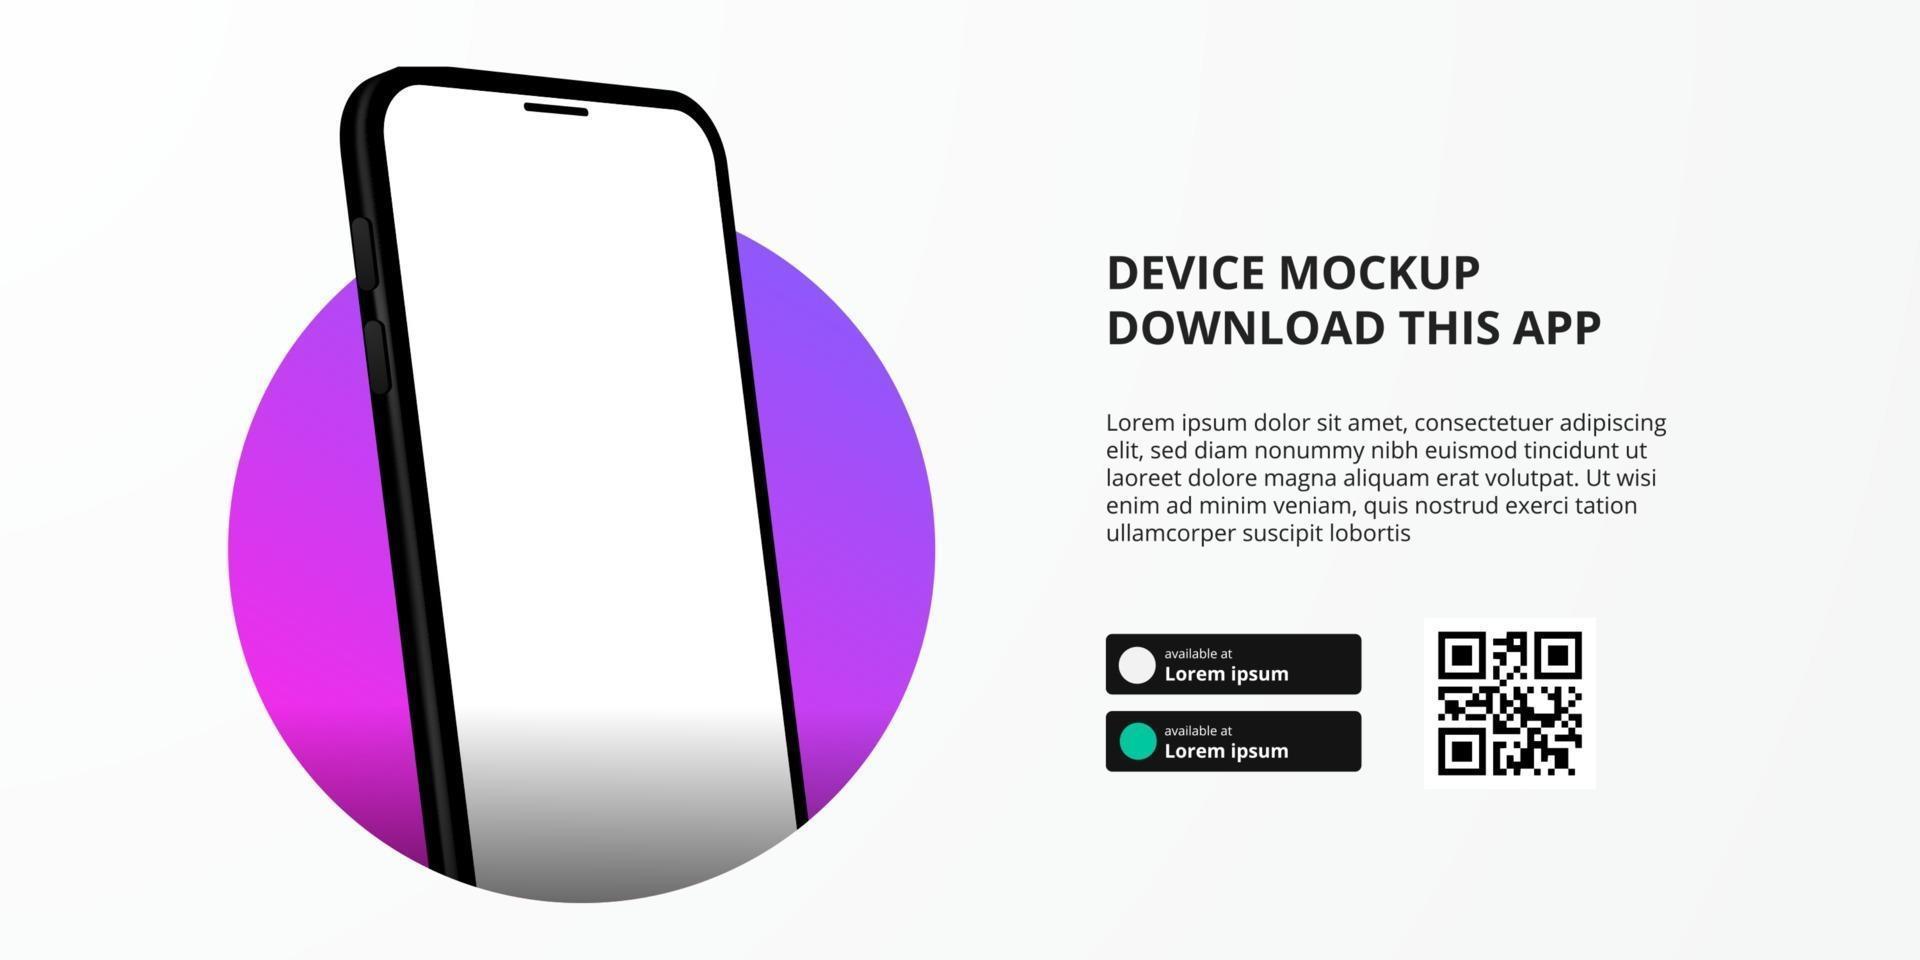 DEVICE MOCKUP
DOWNLOAD THIS APP
Lorem ipsum dolor sit amet, consectetuer adipiscing
elit, sed diam nonummy nibh euismod tincidunt ut
laoreet dolore magna aliquam erat volutpat. Ut wisi
enim ad minim veniam, quis nostrud exerci tation
ullamcorper suscipit lobortis
available at
Lorem ipsum
available at
Lorem ipsum